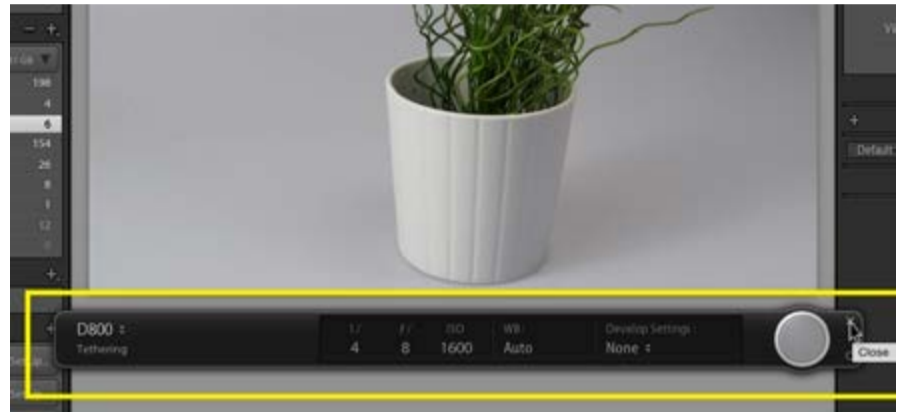 − +
198
4
6
154
26
8
1
12
+
+
Default
D800
Tethering
1/ F/ ISO WB: Develop Settings:
4 8 1600 Auto None
Close